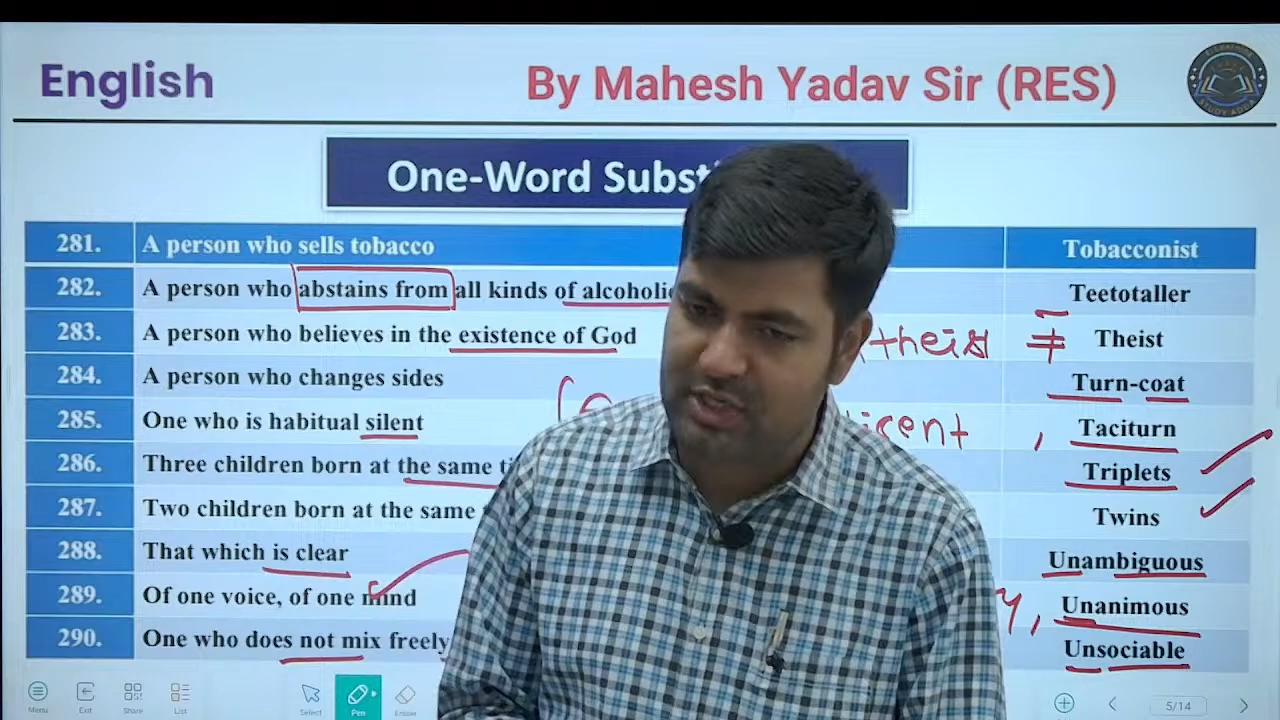 English
By Mahesh Yadav Sir (RES)
STUDY ADDA
One-Word Subst
281. A person who sells tobacco Tobacconist
282. A person who abstains from all kinds of alcoholic Teetotaller
283. A person who believes in the existence of God theist ≠ Theist
284. A person who changes sides Turn-coat
285. One who is habitual silent , Taciturn
286. Three children born at the same ti Triplets
287. Two children born at the same Twins
288. That which is clear Unambiguous
289. Of one voice, of one mind , Unanimous
290. One who does not mix freely Unsociable
Menu Exit Share List Select Pen Eraser 5/14